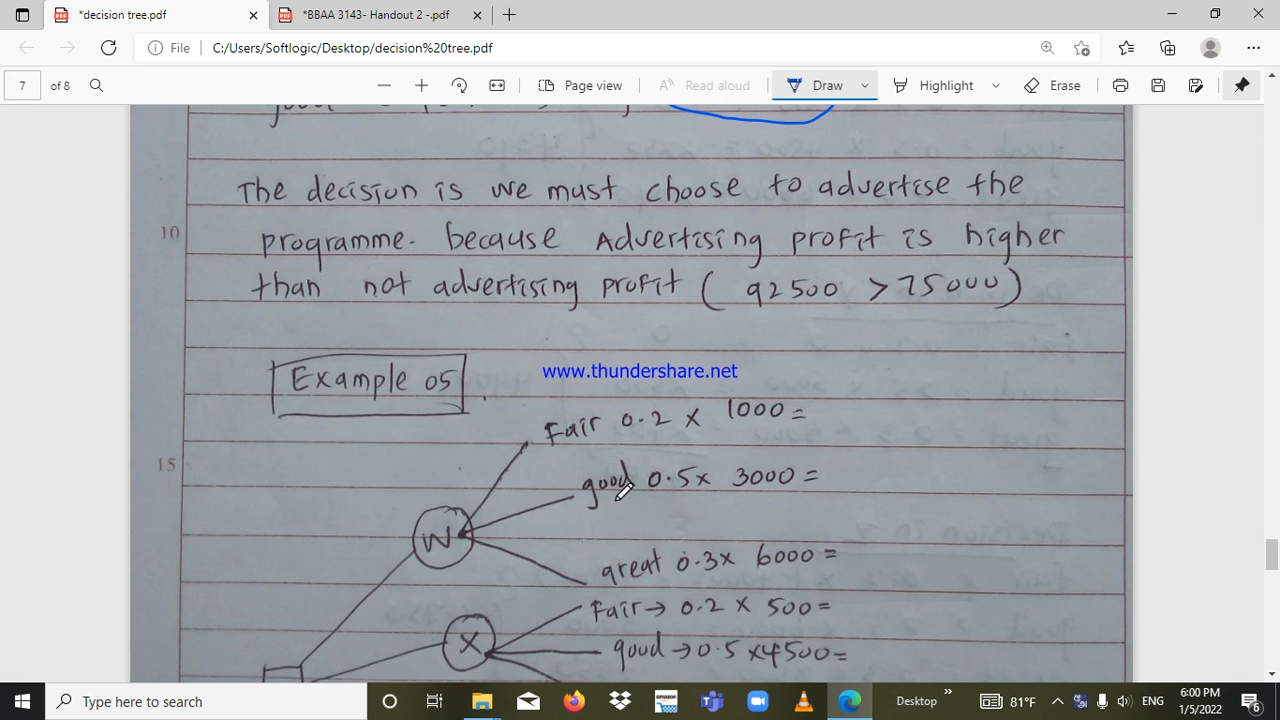 *decision tree.pdf
*BBAA 3143- Handout 2 -.pdf
File C:/Users/Softlogic/Desktop/decision%20tree.pdf
7 of 8 Page view Read aloud Draw Highlight Erase
The decision is we must choose to advertise the
10 programme. because Advertising profit is higher
than not advertising profit ( 92500 > 75000)
Example 05
www.thundershare.net
Fair 0.2 x 1000 =
15
good 0.5x 3000 =
W
great 0.3x 6000 =
Fair→ 0.2 x 500=
X
good →0.5 x4500=
Type here to search
amazon
Desktop
81°F
ENG
6:00 PM
1/5/2022
6